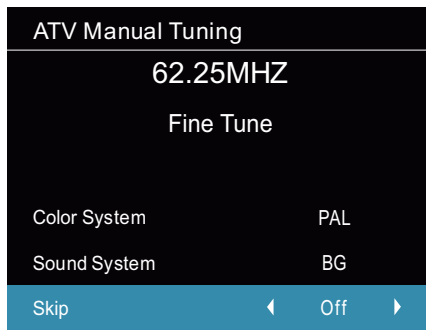 ATV Manual Tuning
62.25MHZ
Fine Tune
Color System PAL
Sound System BG
Skip Off